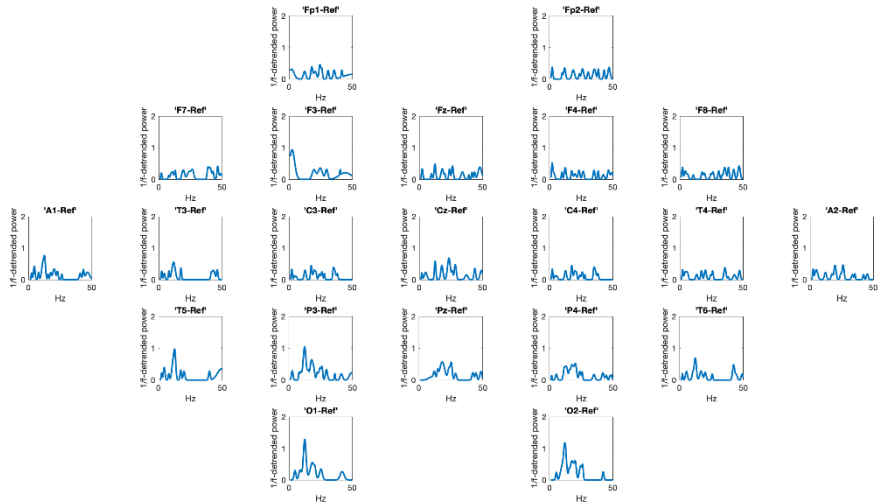 'Fp1-Ref'
1/f-detrended power
2
1
0
0
50
Hz
'Fp2-Ref'
1/f-detrended power
2
1
0
0
50
Hz
'F7-Ref'
1/f-detrended power
2
1
0
0
50
Hz
'F3-Ref'
1/f-detrended power
2
1
0
0
50
Hz
'Fz-Ref'
1/f-detrended power
2
1
0
0
50
Hz
'F4-Ref'
1/f-detrended power
2
1
0
0
50
Hz
'F8-Ref'
1/f-detrended power
2
1
0
0
50
Hz
'A1-Ref'
1/f-detrended power
2
1
0
0
50
Hz
'T3-Ref'
1/f-detrended power
2
1
0
0
50
Hz
'C3-Ref'
1/f-detrended power
2
1
0
0
50
Hz
'Cz-Ref'
1/f-detrended power
2
1
0
0
50
Hz
'C4-Ref'
1/f-detrended power
2
1
0
0
50
Hz
'T4-Ref'
1/f-detrended power
2
1
0
0
50
Hz
'A2-Ref'
1/f-detrended power
2
1
0
0
50
Hz
'T5-Ref'
1/f-detrended power
2
1
0
0
50
Hz
'P3-Ref'
1/f-detrended power
2
1
0
0
50
Hz
'Pz-Ref'
1/f-detrended power
2
1
0
0
50
Hz
'P4-Ref'
1/f-detrended power
2
1
0
0
50
Hz
'T6-Ref'
1/f-detrended power
2
1
0
0
50
Hz
'O1-Ref'
1/f-detrended power
2
1
0
0
50
Hz
'O2-Ref'
1/f-detrended power
2
1
0
0
50
Hz